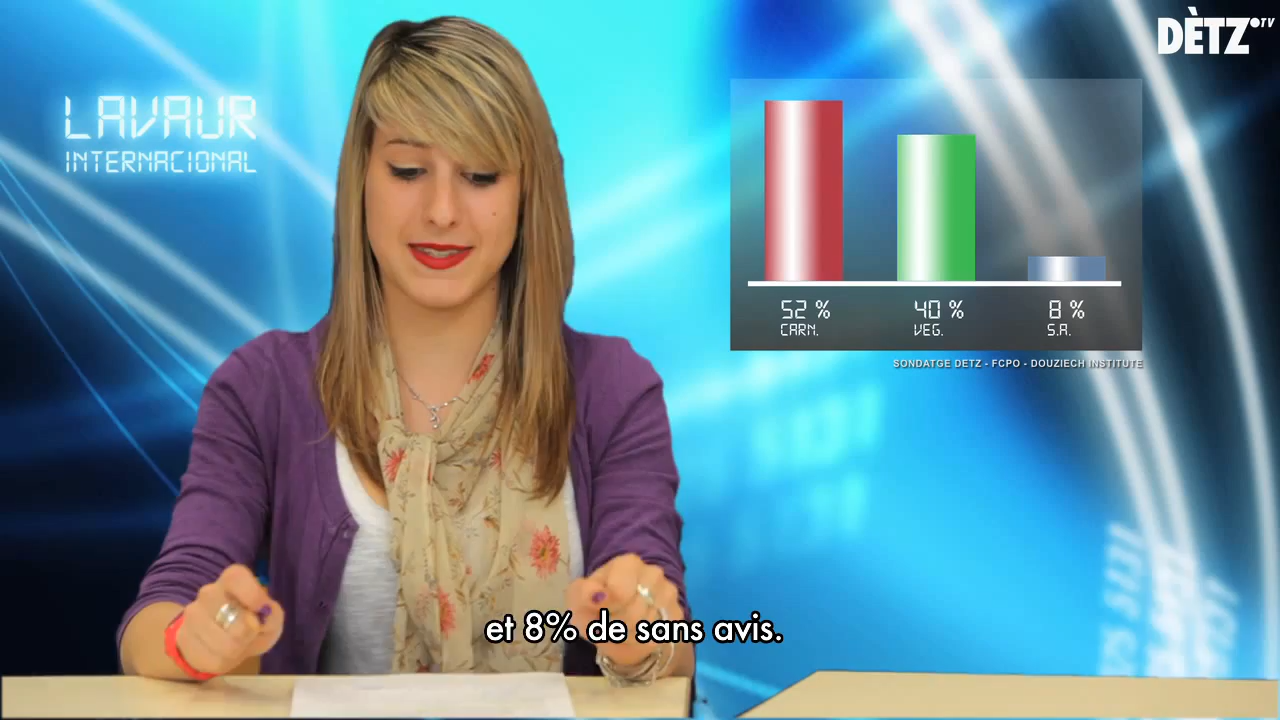 DÈTZ TV
LAVAUR
INTERNACIONAL
52 % 40 % 8 %
CARN. VEG. S.A.
SONDATGE DETZ - FCPO - DOUZIECH INSTITUTE
et 8% de sans avis.